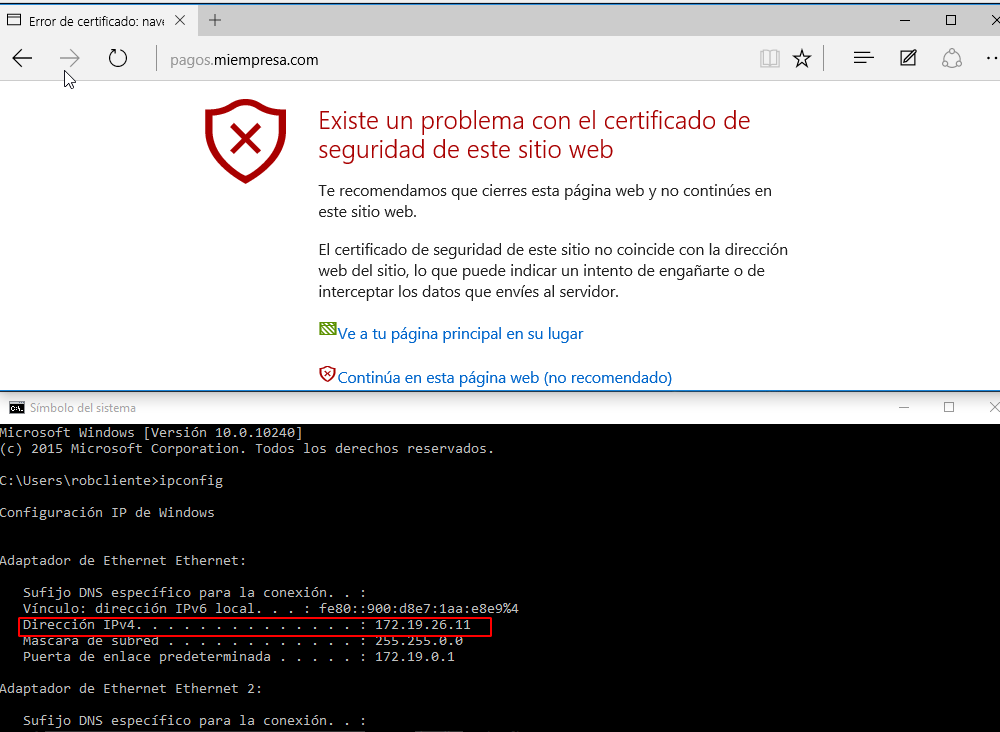 Error de certificado: nave
pagos.miempresa.com
Existe un problema con el certificado de
seguridad de este sitio web
Te recomendamos que cierres esta página web y no continúes en
este sitio web.
El certificado de seguridad de este sitio no coincide con la dirección
web del sitio, lo que puede indicar un intento de engañarte o de
interceptar los datos que envíes al servidor.
Ve a tu página principal en su lugar
Continúa en esta página web (no recomendado)
Símbolo del sistema
Microsoft Windows [Versión 10.0.10240]
(c) 2015 Microsoft Corporation. Todos los derechos reservados.
C:\Users\robcliente>ipconfig
Configuración IP de Windows
Adaptador de Ethernet Ethernet:
Sufijo DNS específico para la conexión. . :
Vínculo: dirección IPv6 local. . . : fe80::900:d8e7:1aa:e8e9%4
Dirección IPv4. . . . . . . . . . . . . . : 172.19.26.11
Máscara de subred . . . . . . . . . . . . : 255.255.0.0
Puerta de enlace predeterminada . . . . . : 172.19.0.1
Adaptador de Ethernet Ethernet 2:
Sufijo DNS específico para la conexión. . :